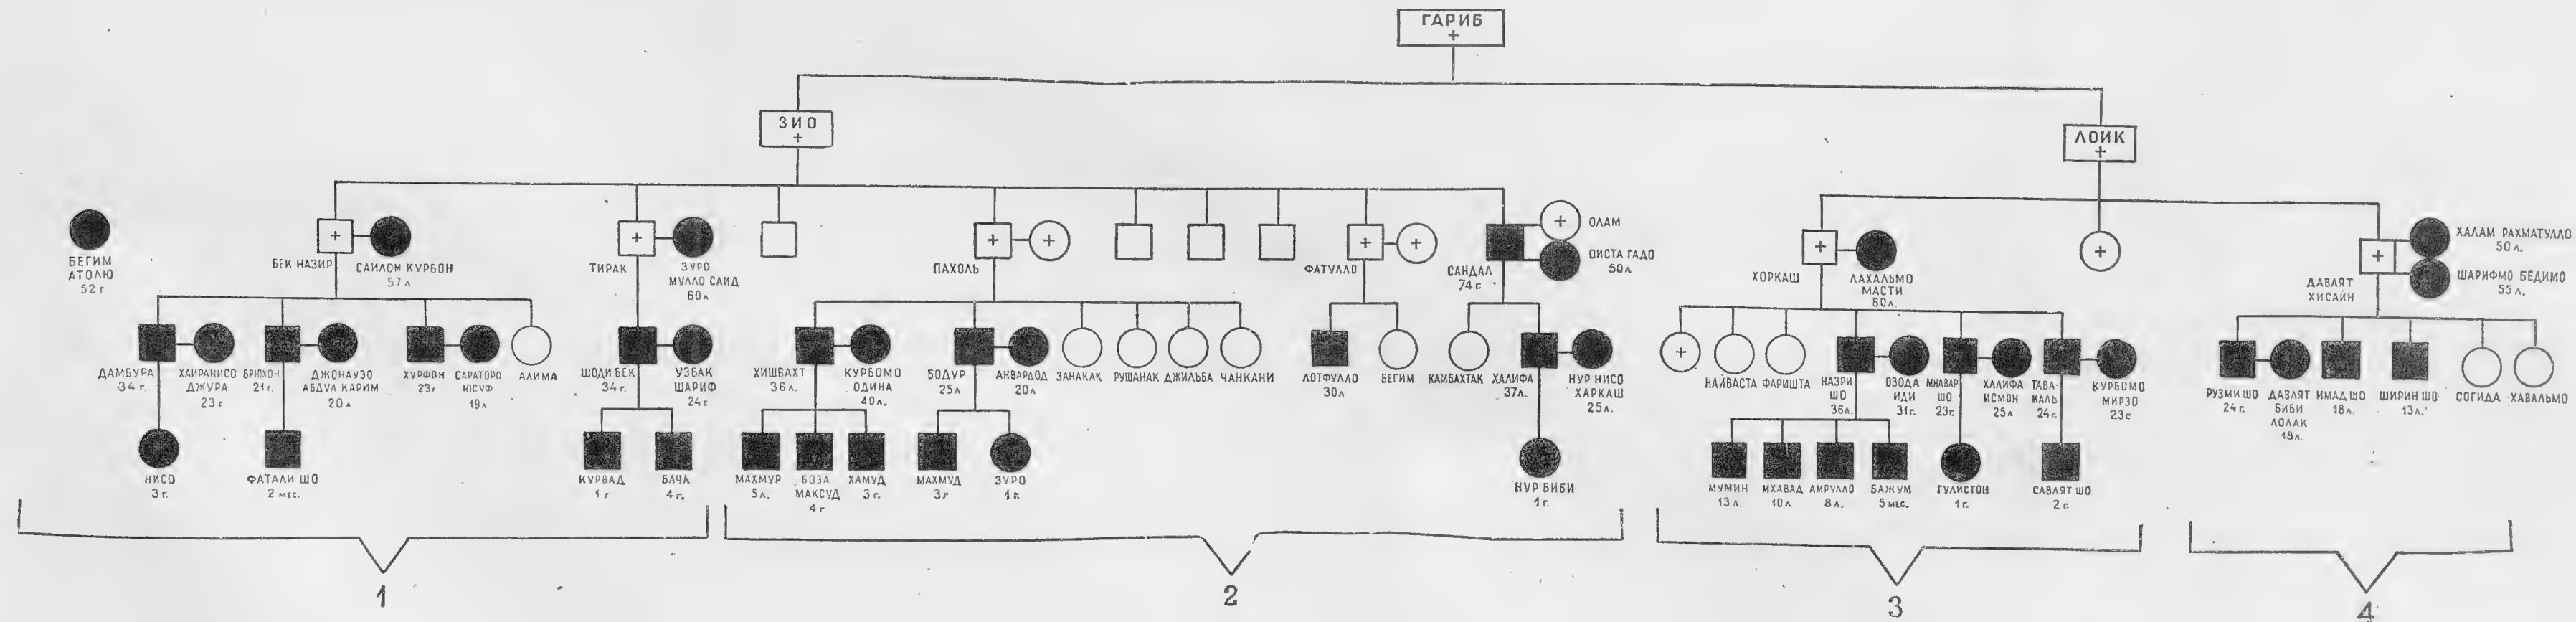 ГАРИБ
+
ЗИО
+
ЛОИК
+
БЕГИМ
АТОЛЮ
52 г
+
БЕК НАЗИР
САИЛОМ КУРБОН
57 л
+
ТИРАК
ЗУРО
МУЛЛО САИД
60 л
+
+
ПАХОЛЬ
+
+
ФАТУЛЛО
+
ОЛАМ
САНДАЛ
74 г.
ОИСТА ГАДО
50 л
+
ХОРКАШ
ЛАХАЛЬМО
МАСТИ
60 л.
+
+
ДАВЛЯТ
ХИСАЙН
ХАЛАМ РАХМАТУЛЛО
50 л.
ШАРИФМО БЕДИМО
55 л.
ДАМБУРА
34 г.
ХАИРАНИСО
ДЖУРА
23 г
БРЮХОН
21 г.
ДЖОНАУЗО
АБДУЛ КАРИМ
20 л
ХУРФОН
23 г
САРАТОРО
ЮСУФ
19 л
АЛИМА
ШОДИ БЕК
34 г.
УЗБАК
ШАРИФ
24 г.
ХИШВАХТ
36 л.
КУРБОМО
ОДИНА
40 л.
БОДУР
25 л
АНВАРДОД
20 л
ЗАНАКАК
РУШАНАК
ДЖИЛЬБА
ЧАНКАНИ
ЛОТФУЛЛО
30 л
БЕГИМ
КАИБАХТАК
ХАЛИФА
37 л.
НУР НИСО
ХАРКАШ
25 л.
+
НАЙВАСТА
ФАРИШТА
НАЗРИ
ШО
36 л.
ОЗОДА
ИДИ
31 г.
МНАВАР
ШО
23 г.
ХАЛИФА
ИСМОН
25 л
ТАВА-
КАЛЬ
24 г.
КУРБОМО
МИРЗО
23 г
РУЗМИ ШО
24 г.
ДАВЛЯТ
БИБИ
ЛОЛАК
18 л.
ИМАД ШО
18 л.
ШИРИН ШО
13 л.
СОГИДА
ХАВАЛЬМО
НИСО
3 г.
ФАТАЛИ ШО
2 мес.
КУРВАД
1 г
БАЧА
4 г.
МАХМУР
5 л.
БОЗА
МАКСУД
4 г
ХАМУД
3 г.
МАХМУД
3 г
ЗУРО
1 г.
НУР БИБИ
1 г.
МУМИН
13 л.
МХАВАД
10 л
АМРУЛЛО
8 л.
БАЖУМ
5 мес.
ГУЛИСТОН
1 г.
САВЛЯТ ШО
2 г.
1
2
3
4